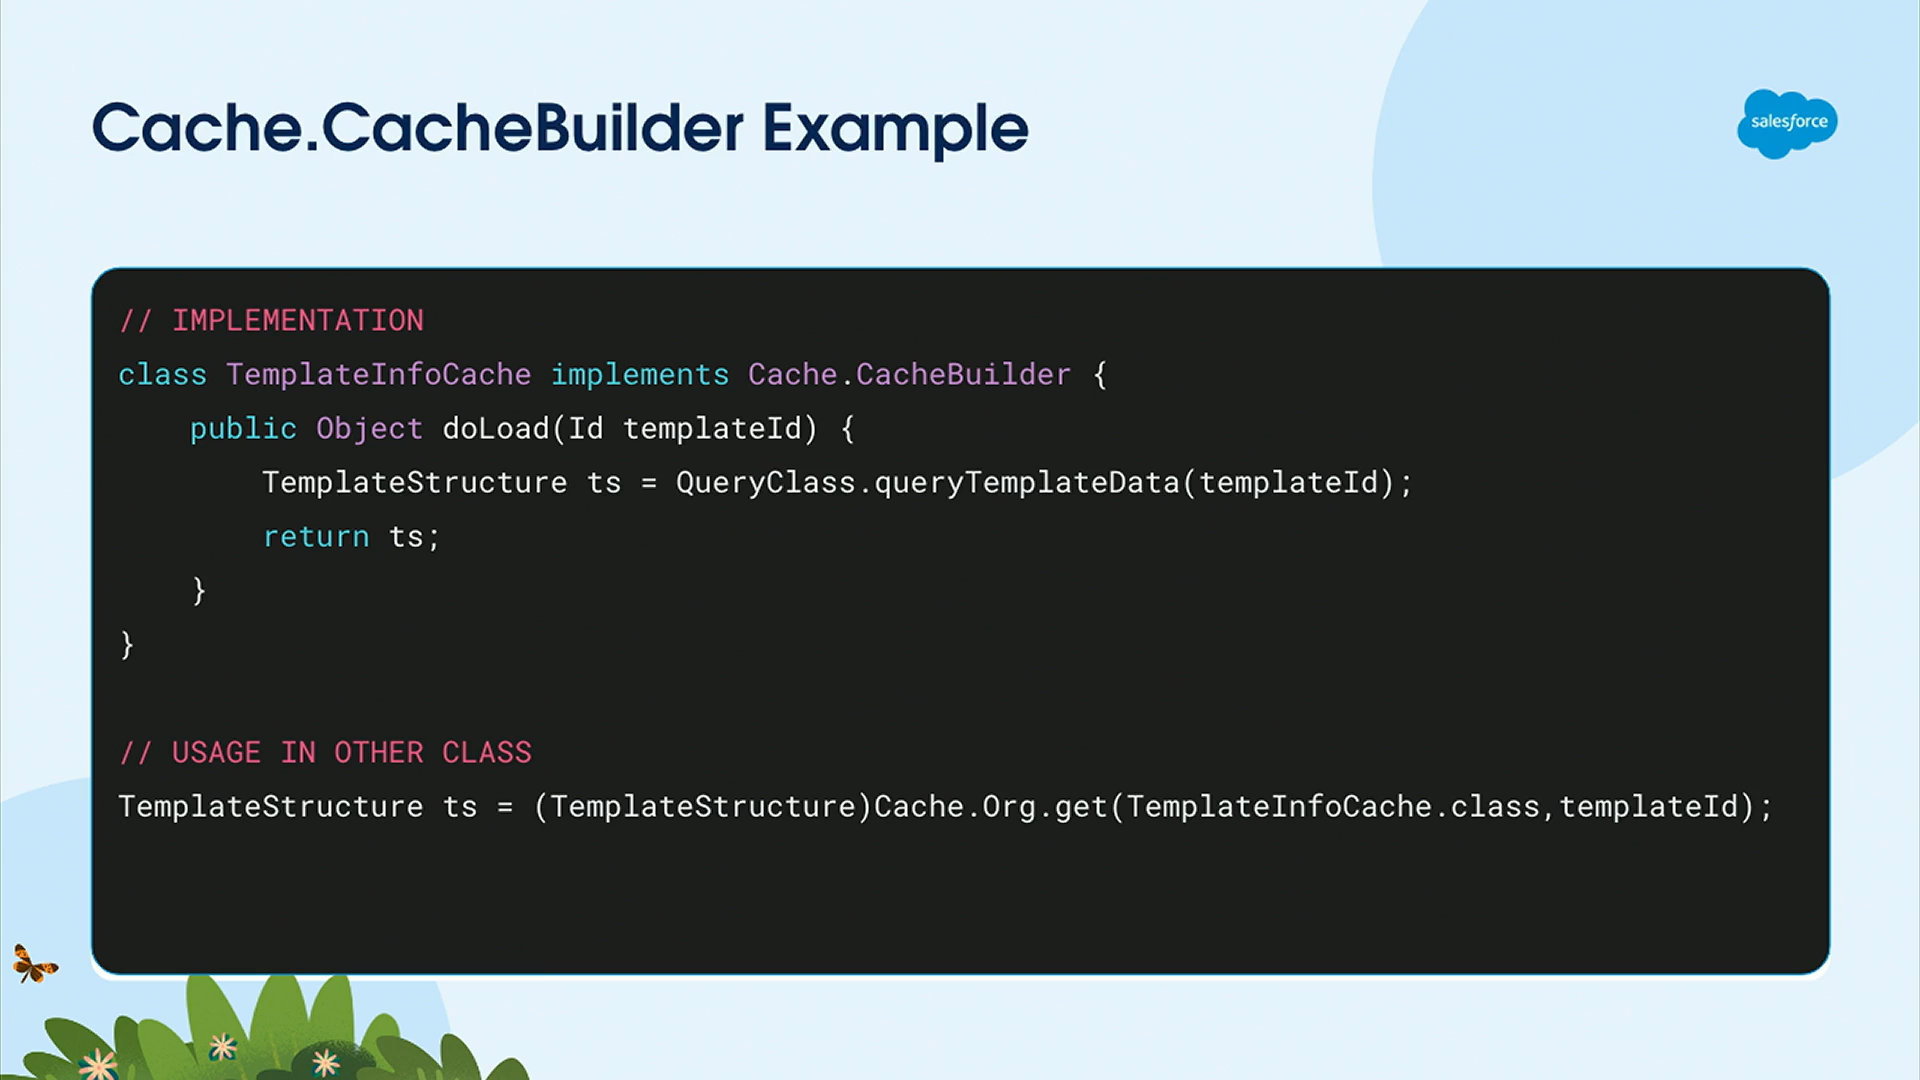 Cache.CacheBuilder Example
salesforce
// IMPLEMENTATION
class TemplateInfoCache implements Cache.CacheBuilder {
    public Object doLoad(Id templateId) {
        TemplateStructure ts = QueryClass.queryTemplateData(templateId);
        return ts;
    }
}
// USAGE IN OTHER CLASS
TemplateStructure ts = (TemplateStructure)Cache.Org.get(TemplateInfoCache.class,templateId);